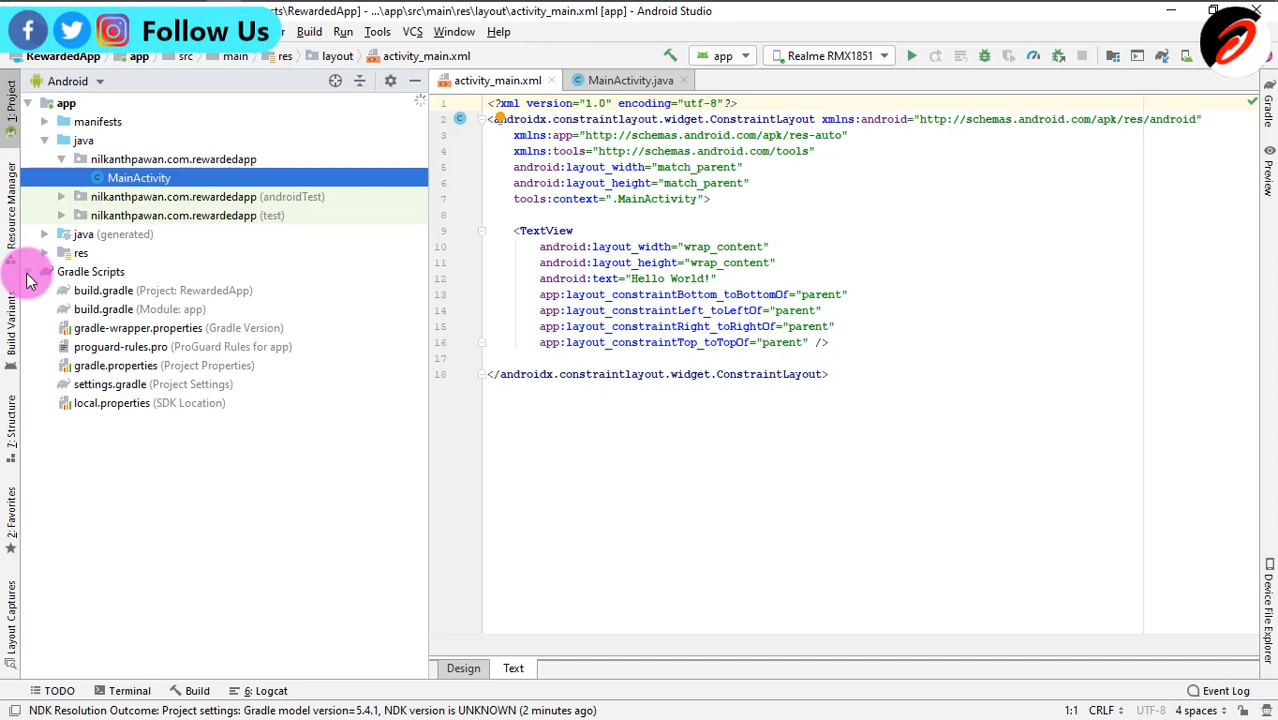 Follow Us
ts\RewardedApp] - ...\app\src\main\res\layout\activity_main.xml [app] - Android Studio
Build Run Tools VCS Window Help
RewardedApp app src main res layout activity_main.xml
app Realme RMX1851
Android
activity_main.xml MainActivity.java
1: Project
Resource Manager
Build Variants
7: Structure
2: Favorites
Layout Captures
app
manifests
java
nilkanthpawan.com.rewardedapp
MainActivity
nilkanthpawan.com.rewardedapp (androidTest)
nilkanthpawan.com.rewardedapp (test)
java (generated)
res
Gradle Scripts
build.gradle (Project: RewardedApp)
build.gradle (Module: app)
gradle-wrapper.properties (Gradle Version)
proguard-rules.pro (ProGuard Rules for app)
gradle.properties (Project Properties)
settings.gradle (Project Settings)
local.properties (SDK Location)
1 <?xml version="1.0" encoding="utf-8"?>
2 <androidx.constraintlayout.widget.ConstraintLayout xmlns:android="http://schemas.android.com/apk/res/android"
3 xmlns:app="http://schemas.android.com/apk/res-auto"
4 xmlns:tools="http://schemas.android.com/tools"
5 android:layout_width="match_parent"
6 android:layout_height="match_parent"
7 tools:context=".MainActivity">
8
9 <TextView
10 android:layout_width="wrap_content"
11 android:layout_height="wrap_content"
12 android:text="Hello World!"
13 app:layout_constraintBottom_toBottomOf="parent"
14 app:layout_constraintLeft_toLeftOf="parent"
15 app:layout_constraintRight_toRightOf="parent"
16 app:layout_constraintTop_toTopOf="parent" />
17
18 </androidx.constraintlayout.widget.ConstraintLayout>
Gradle
Preview
Device File Explorer
Design Text
TODO Terminal Build 6: Logcat Event Log
NDK Resolution Outcome: Project settings: Gradle model version=5.4.1, NDK version is UNKNOWN (2 minutes ago) 1:1 CRLF UTF-8 4 spaces